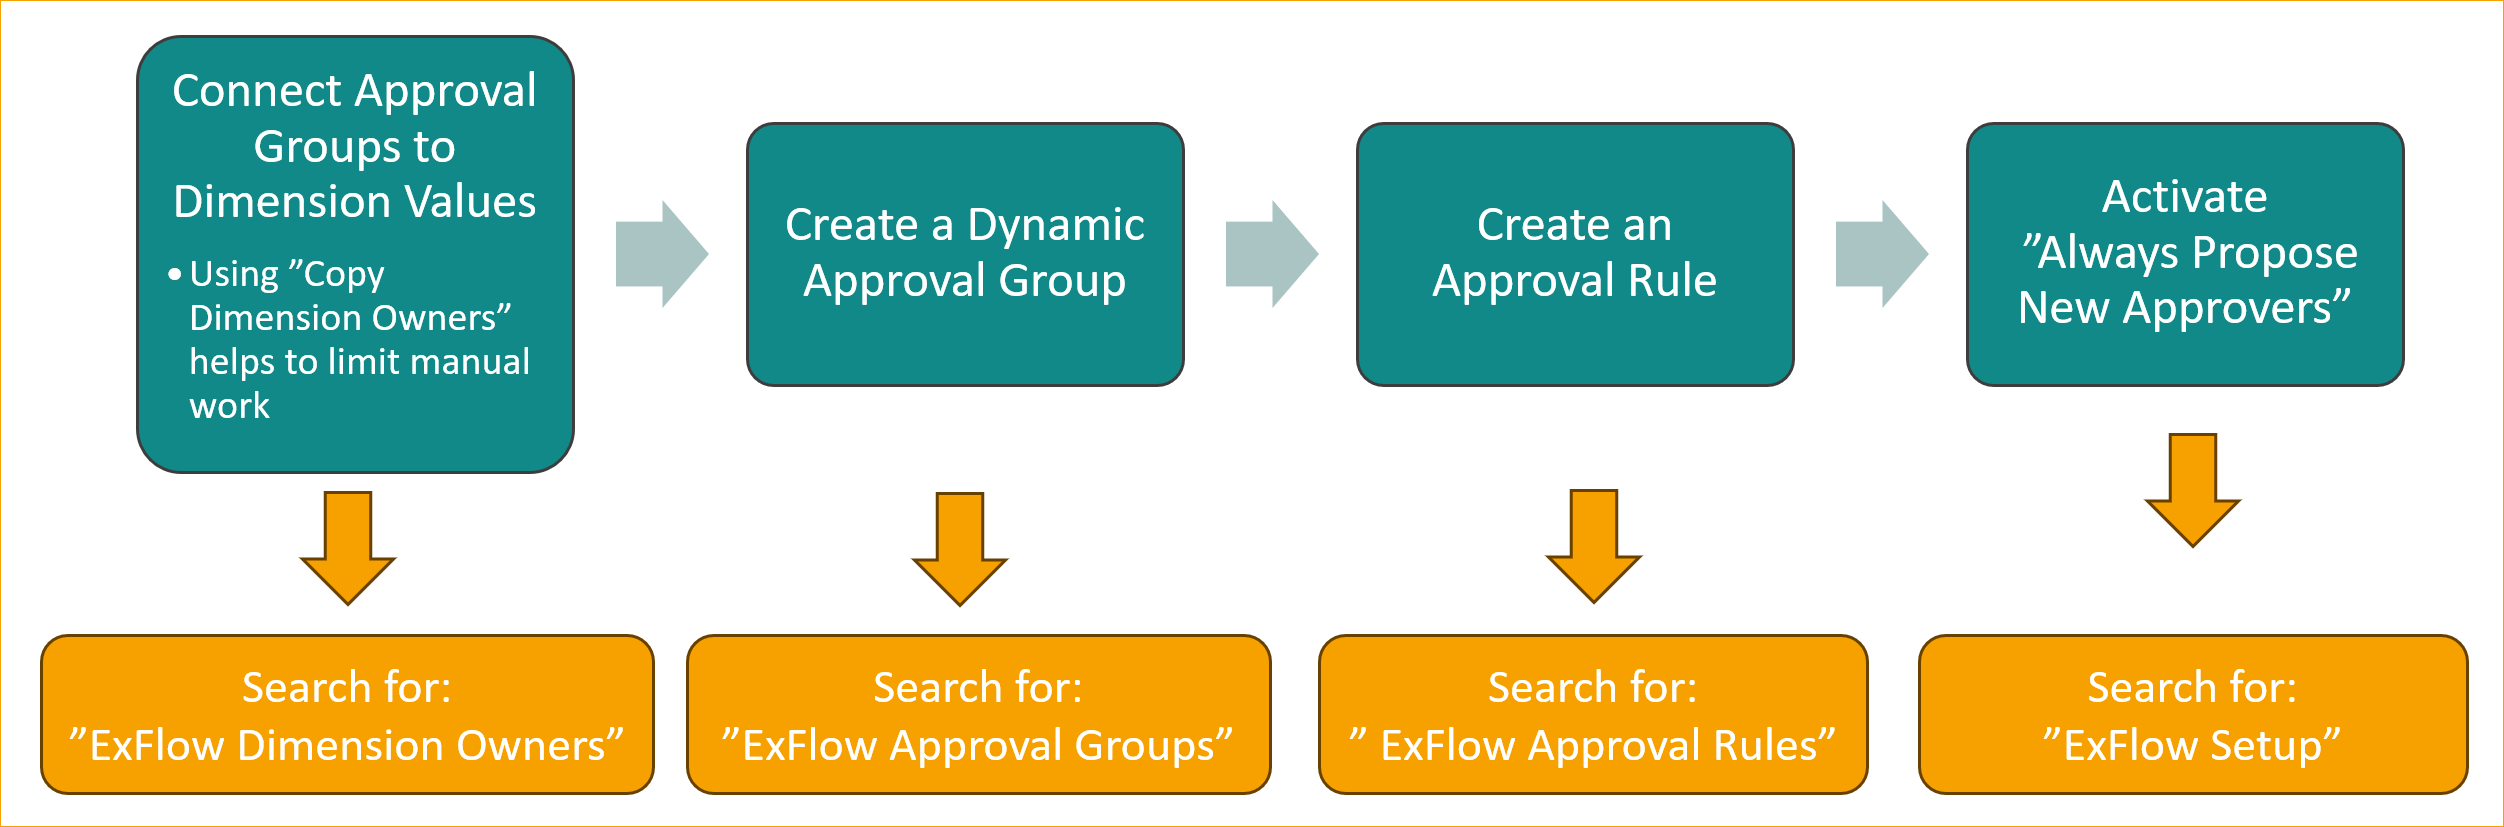 Connect Approval
Groups to
Dimension Values
• Using ”Copy
Dimension Owners”
helps to limit manual
work
Create a Dynamic
Approval Group
Create an
Approval Rule
Activate
”Always Propose
New Approvers”
Search for:
”ExFlow Dimension Owners”
Search for:
”ExFlow Approval Groups”
Search for:
” ExFlow Approval Rules”
Search for:
”ExFlow Setup”